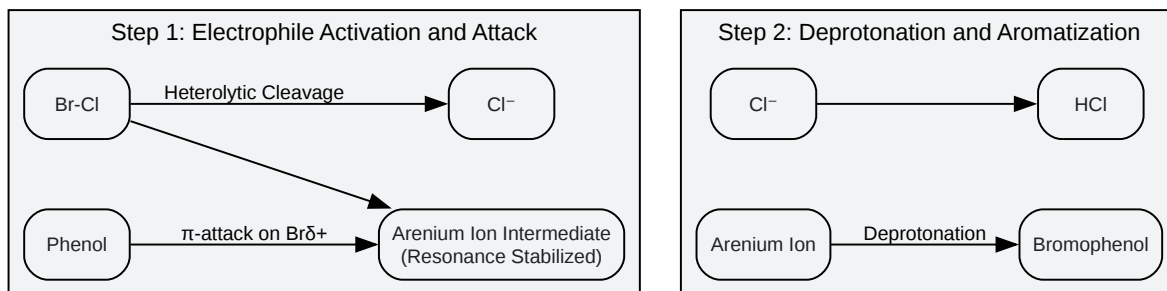 Step 1: Electrophile Activation and Attack
Br-Cl
Heterolytic Cleavage
Cl⁻
Phenol
π-attack on Brδ+
Arenium Ion Intermediate
(Resonance Stabilized)
Step 2: Deprotonation and Aromatization
Cl⁻
HCl
Arenium Ion
Deprotonation
Bromophenol